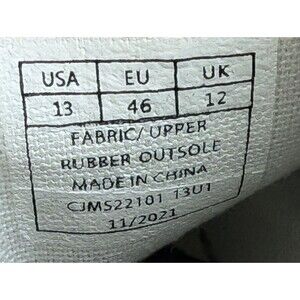 USA EU UK
13 46 12
FABRIC/UPPER
RUBBER OUTSOLE
MADE IN CHINA
CJMS22101 13U1
11/2021